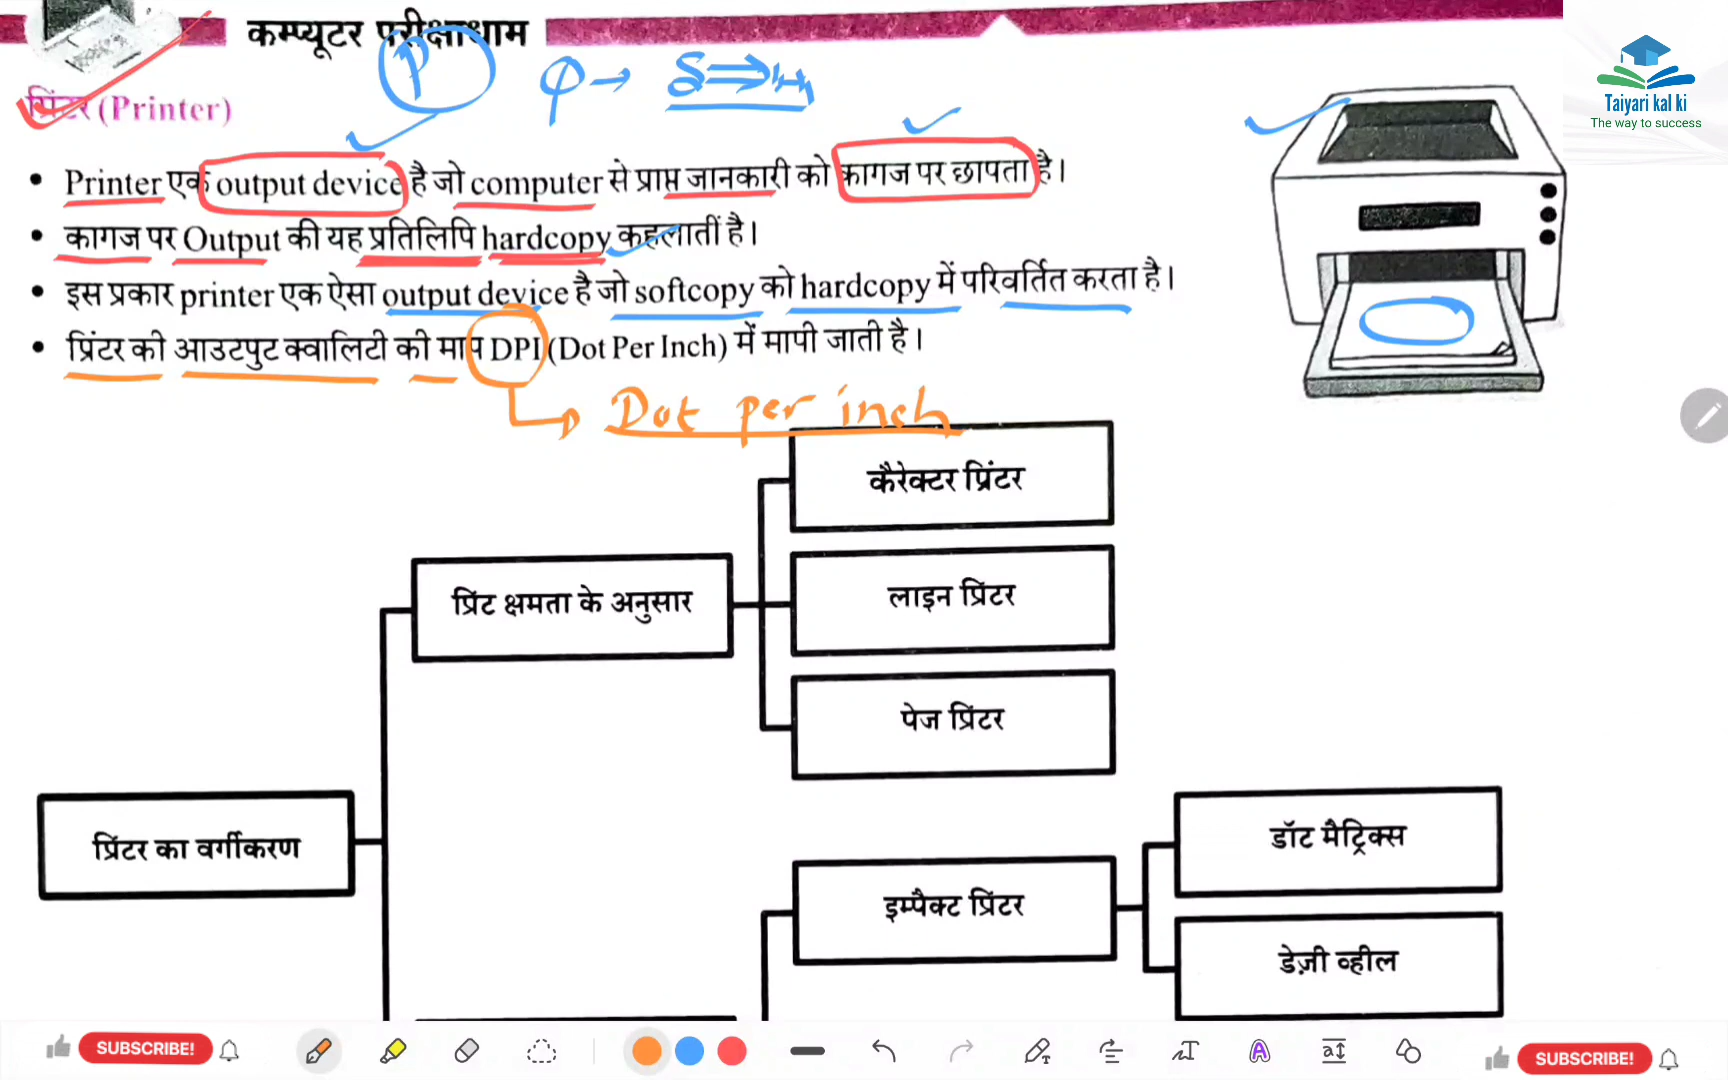 कम्प्यूटर परीक्षाधाम
P
Taiyari kal ki
The way to success
प्रिंटर (Printer)
• Printer एक output device है जो computer से प्राप्त जानकारी को कागज पर छापता है।
• कागज पर Output की यह प्रतिलिपि hardcopy कहलातीं है।
• इस प्रकार printer एक ऐसा output device है जो softcopy को hardcopy में परिवर्तित करता है।
• प्रिंटर की आउटपुट क्वालिटी की माप DPI (Dot Per Inch) में मापी जाती है।
Dot per inch
कैरेक्टर प्रिंटर
प्रिंट क्षमता के अनुसार
लाइन प्रिंटर
पेज प्रिंटर
प्रिंटर का वर्गीकरण
डॉट मैट्रिक्स
इम्पैक्ट प्रिंटर
डेज़ी व्हील
SUBSCRIBE!
SUBSCRIBE!